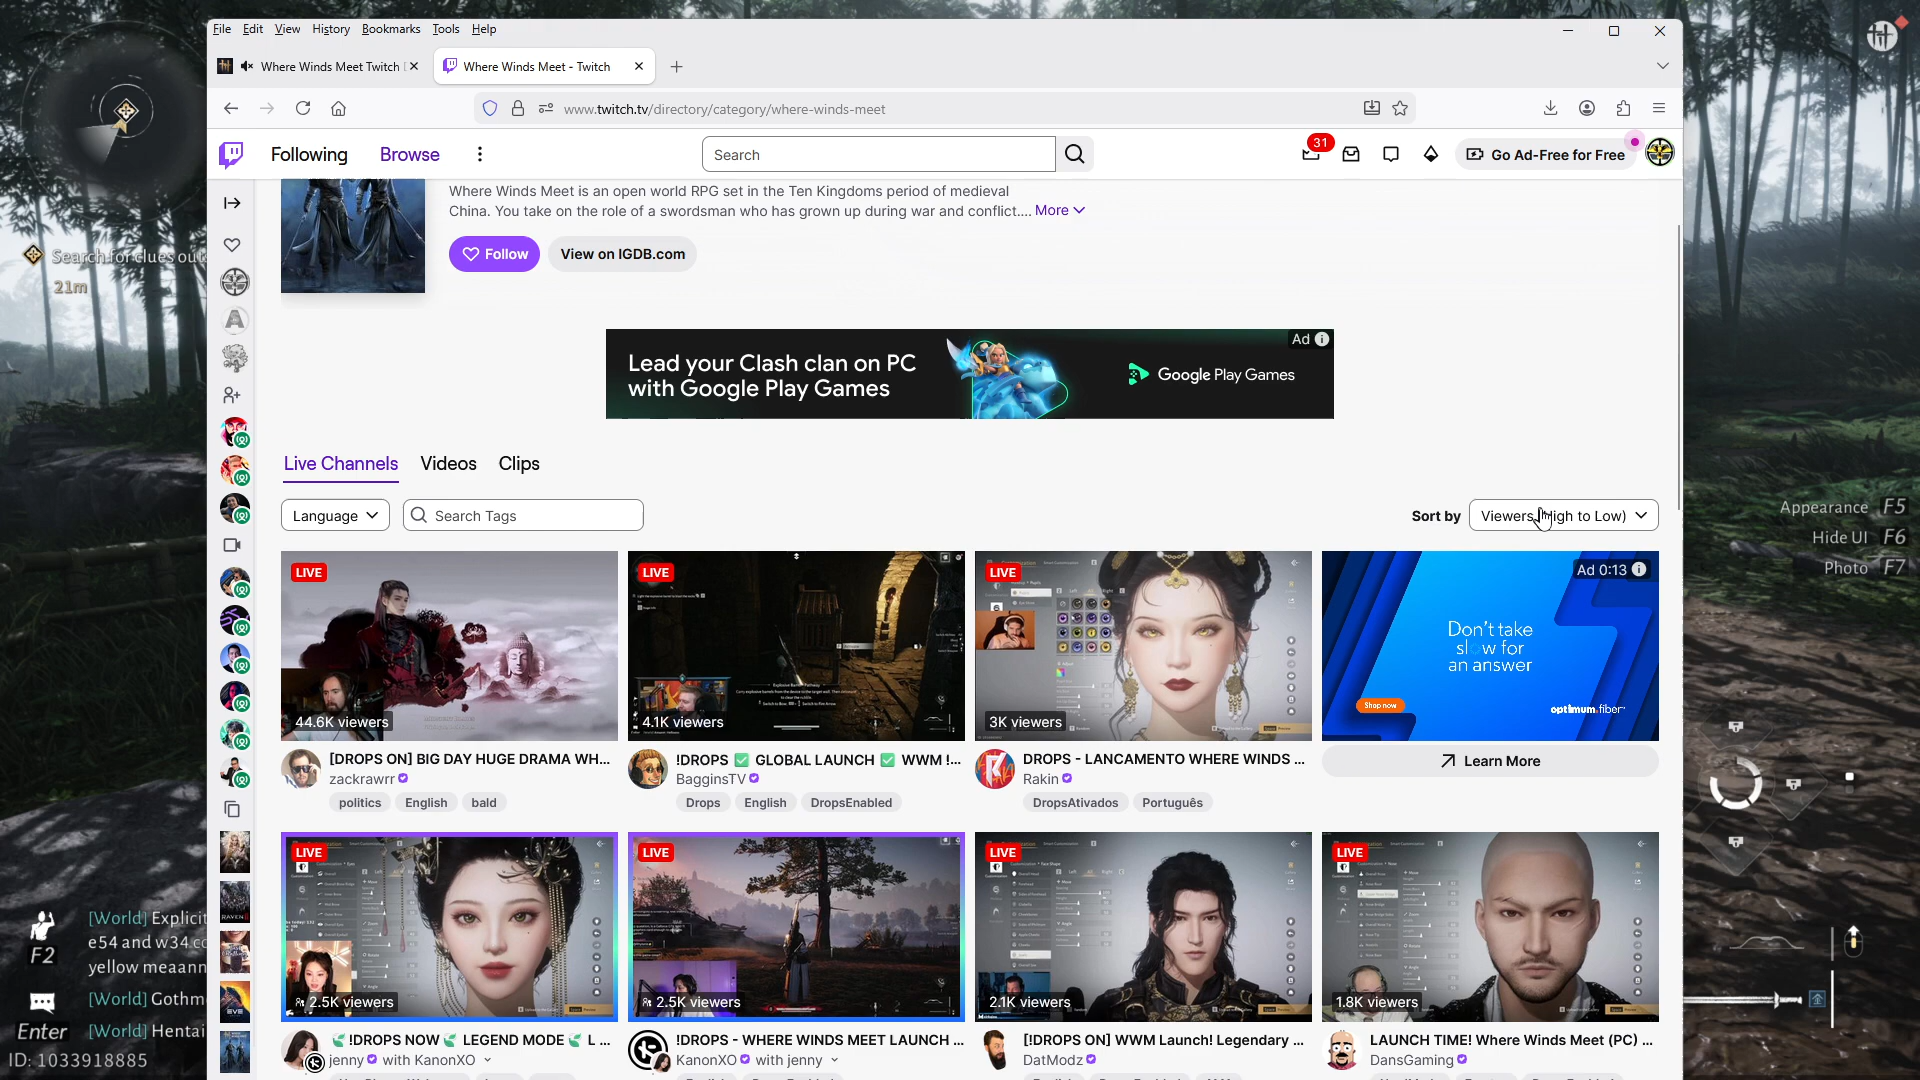 File Edit View History Bookmarks Tools Help
Where Winds Meet Twitch
Where Winds Meet - Twitch
www.twitch.tv/directory/category/where-winds-meet
Following
Browse
Search
31
Go Ad-Free for Free
Where Winds Meet is an open world RPG set in the Ten Kingdoms period of medieval
China. You take on the role of a swordsman who has grown up during war and conflict.... More
Follow
View on IGDB.com
Search for clues out
21m
Lead your Clash clan on PC
with Google Play Games
Google Play Games
Ad
Live Channels
Videos
Clips
Language
Search Tags
Sort by
Viewers (High to Low)
Appearance F5
Hide UI F6
Photo F7
LIVE
44.6K viewers
[DROPS ON] BIG DAY HUGE DRAMA WH...
zackrawrr
politics English bald
LIVE
4.1K viewers
!DROPS ✅ GLOBAL LAUNCH ✅ WWM !...
BagginsTV
Drops English DropsEnabled
LIVE
3K viewers
DROPS - LANCAMENTO WHERE WINDS ...
Rakin
DropsAtivados Português
Ad 0:13
Don't take
slow for
an answer
Shop now
optimum. fiber
Learn More
LIVE
2.5K viewers
!DROPS NOW LEGEND MODE L ...
jenny with KanonXO
LIVE
2.5K viewers
!DROPS - WHERE WINDS MEET LAUNCH ...
KanonXO with jenny
LIVE
2.1K viewers
[!DROPS ON] WWM Launch! Legendary ...
DatModz
LIVE
1.8K viewers
LAUNCH TIME! Where Winds Meet (PC) ...
DansGaming
F2
[World] Explicit
e54 and w34.co
yellow meaann
[World] Gothm
Enter
[World] Hentai
ID: 1033918885